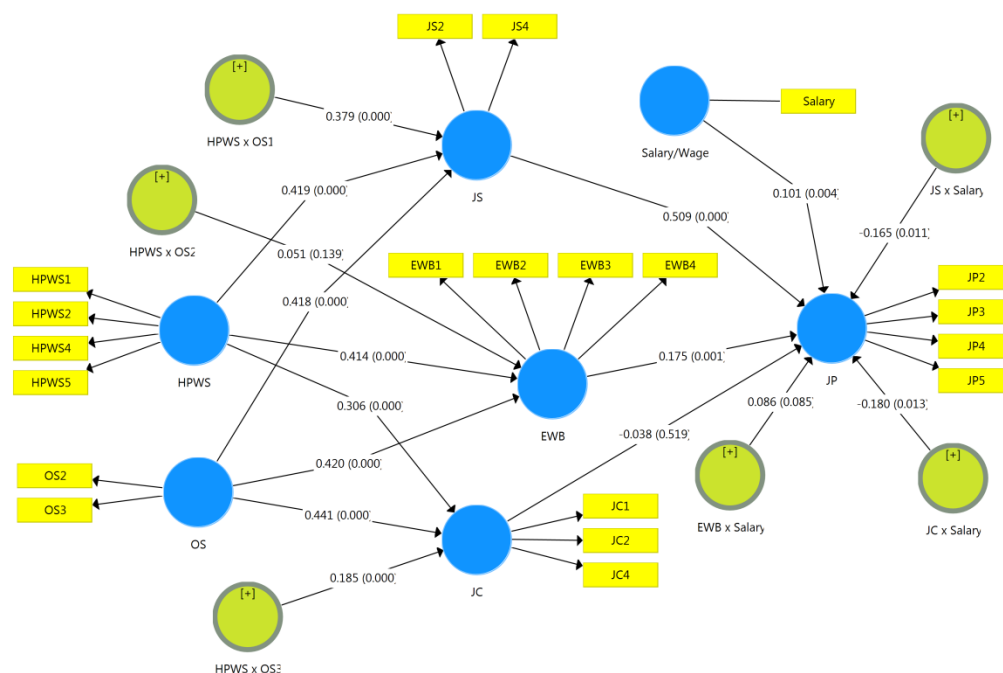 JS2
JS4
[+]
HPWS x OS1
0.379 (0.000)
JS
Salary
Salary/Wage
[+]
JS x Salary
[+]
HPWS x OS2
0.419 (0.000)
0.101 (0.004)
0.509 (0.000)
-0.165 (0.011)
0.051 (0.139)
EWB1
EWB2
EWB3
EWB4
HPWS1
HPWS2
HPWS4
HPWS5
HPWS
0.418 (0.000)
0.414 (0.000)
0.306 (0.000)
EWB
0.175 (0.001)
JP
JP2
JP3
JP4
JP5
0.086 (0.085)
-0.180 (0.013)
-0.038 (0.519)
0.420 (0.000)
OS2
OS3
OS
0.441 (0.000)
[+]
EWB x Salary
[+]
JC x Salary
JC1
JC2
JC4
JC
0.185 (0.000)
[+]
HPWS x OS3